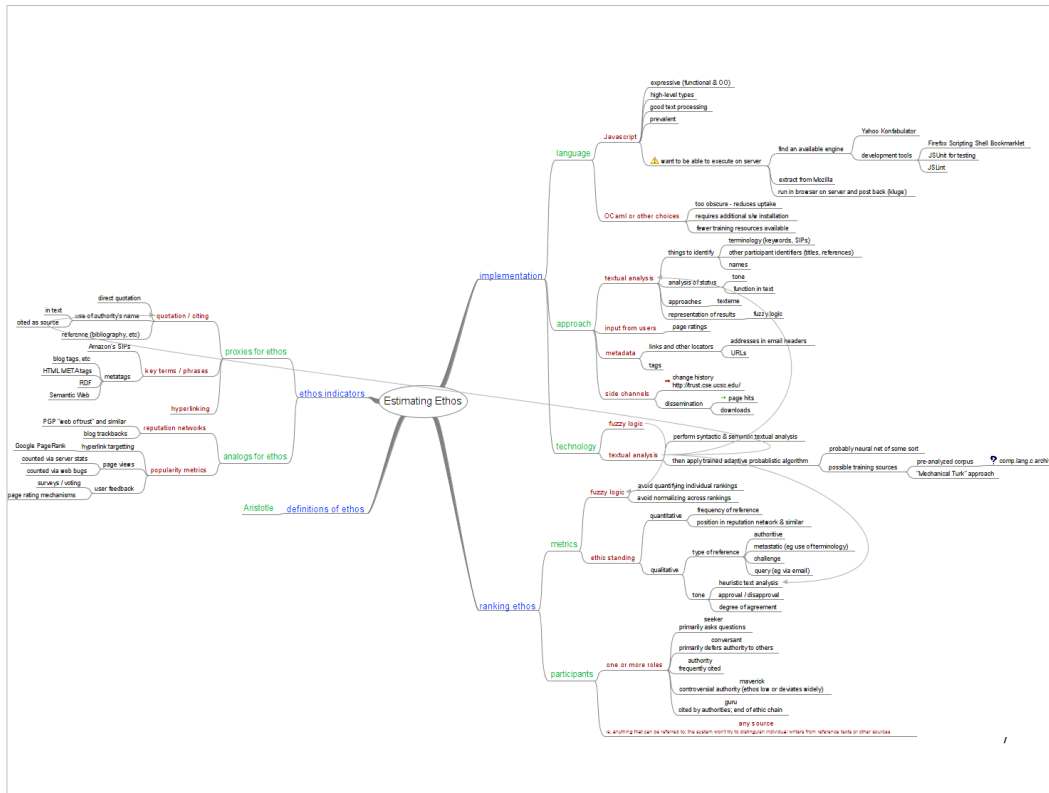 Estimating Ethos
implementation
language
Javascript
expressive (functional & OO)
high-level types
good text processing
prevalent
want to be able to execute on server
find an available engine
Yahoo Konfabulator
development tools
Firefox Scripting Shell Bookmarklet
JSUnit for testing
JSLint
extract from Mozilla
run in browser on server and post back (kluge)
OCaml or other choices
too obscure - reduces uptake
requires additional s/w installation
fewer training resources available
approach
textual analysis
things to identify
terminology (keywords, SIPs)
other participant identifiers (titles, references)
names
analysis of status
tone
function in text
approaches
texteme
representation of results
fuzzy logic
input from users
page ratings
metadata
links and other locators
addresses in email headers
URLs
tags
side channels
change history
http://trust.cse.ucsc.edu/
dissemination
page hits
downloads
technology
fuzzy logic
textual analysis
perform syntactic & semantic textual analysis
then apply trained adaptive probablistic algorithm
probably neural net of some sort
possible training sources
pre-analyzed corpus
comp.lang.c archi
"Mechanical Turk" approach
ranking ethos
metrics
fuzzy logic
avoid quantifying individual rankings
avoid normalizing across rankings
ethic standing
quantitative
frequency of reference
position in reputation network & similar
qualitative
type of reference
authoritive
metastatic (eg use of terminology)
challenge
query (eg via email)
tone
heuristic text analysis
approval / disapproval
degree of agreement
participants
one or more roles
seeker
primarily asks questions
conversant
primarily defers authority to others
authority
frequently cited
maverick
controversial authority (ethos low or deviates widely)
guru
cited by authorities; end of ethic chain
any source
ie, anything that can be referred to; the system won't try to distinguish individual writers from reference texts or other sources
ethos indicators
proxies for ethos
quotation / citing
direct quotation
use of authority's name
in text
cited as source
reference (bibliography, etc)
key terms / phrases
Amazon's SIPs
metatags
blog tags, etc
HTML META tags
RDF
Semantic Web
hyperlinking
analogs for ethos
reputation networks
PGP "web of trust" and similar
blog trackbacks
popularity metrics
hyperlink targetting
Google PageRank
page views
counted via server stats
counted via web bugs
user feedback
surveys / voting
page rating mechanisms
definitions of ethos
Aristotle
/